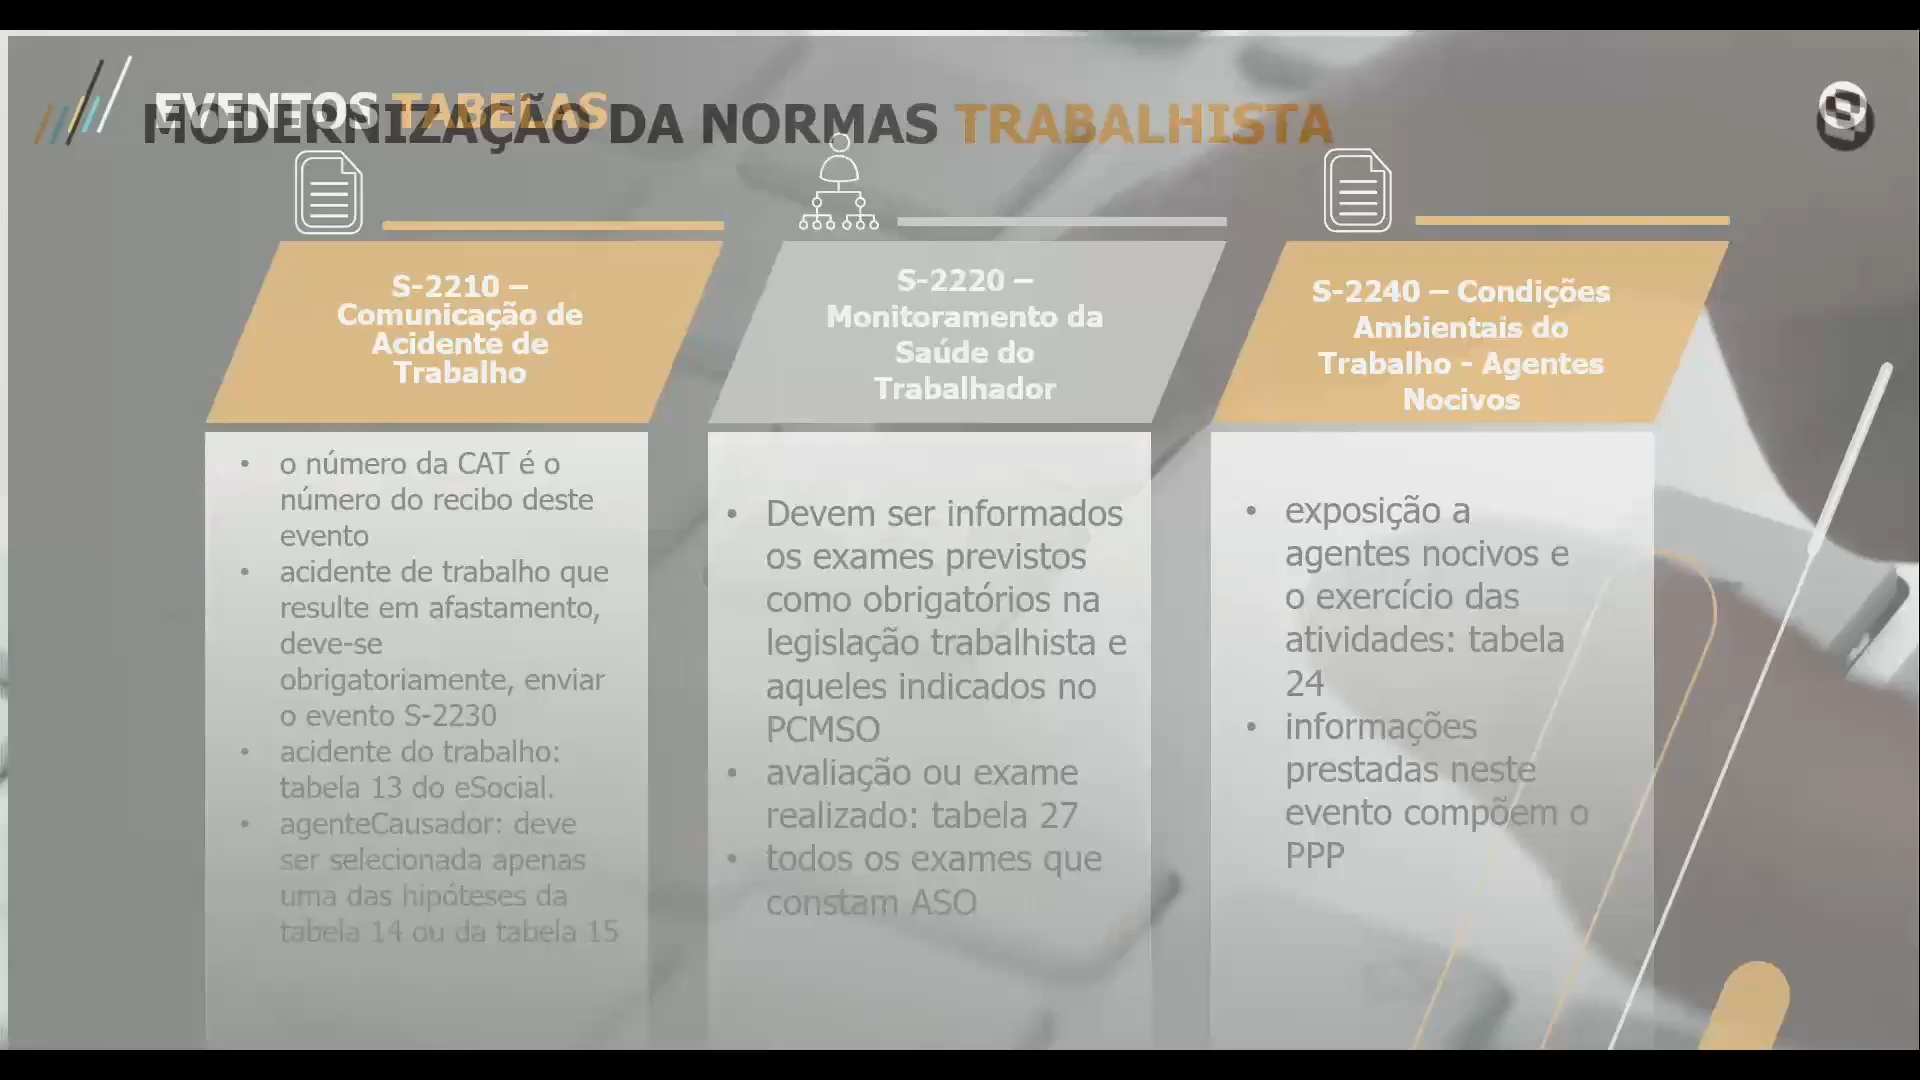 EVENTOS TABELAS
MODERNIZAÇÃO DA NORMAS TRABALHISTA
S-2210 –
Comunicação de
Acidente de
Trabalho
• o número da CAT é o
número do recibo deste
evento
• acidente de trabalho que
resulte em afastamento,
deve-se
obrigatoriamente, enviar
o evento S-2230
• acidente do trabalho:
tabela 13 do eSocial.
• agenteCausador: deve
ser selecionada apenas
uma das hipóteses da
tabela 14 ou da tabela 15
S-2220 –
Monitoramento da
Saúde do
Trabalhador
• Devem ser informados
os exames previstos
como obrigatórios na
legislação trabalhista e
aqueles indicados no
PCMSO
• avaliação ou exame
realizado: tabela 27
• todos os exames que
constam ASO
S-2240 – Condições
Ambientais do
Trabalho - Agentes
Nocivos
• exposição a
agentes nocivos e
o exercício das
atividades: tabela
24
• informações
prestadas neste
evento compõem o
PPP